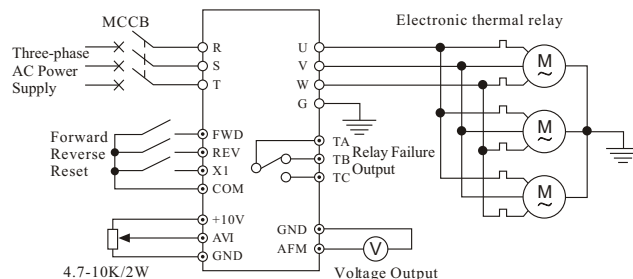 MCCB
Electronic thermal relay
Three-phase
AC Power
Supply
R
S
T
U
V
W
G
M
~
M
~
M
~
Forward
Reverse
Reset
FWD
REV
X1
COM
TA
TB
TC
Relay Failure
Output
+10V
AVI
GND
GND
AFM
V
4.7-10K/2W
Voltage Output